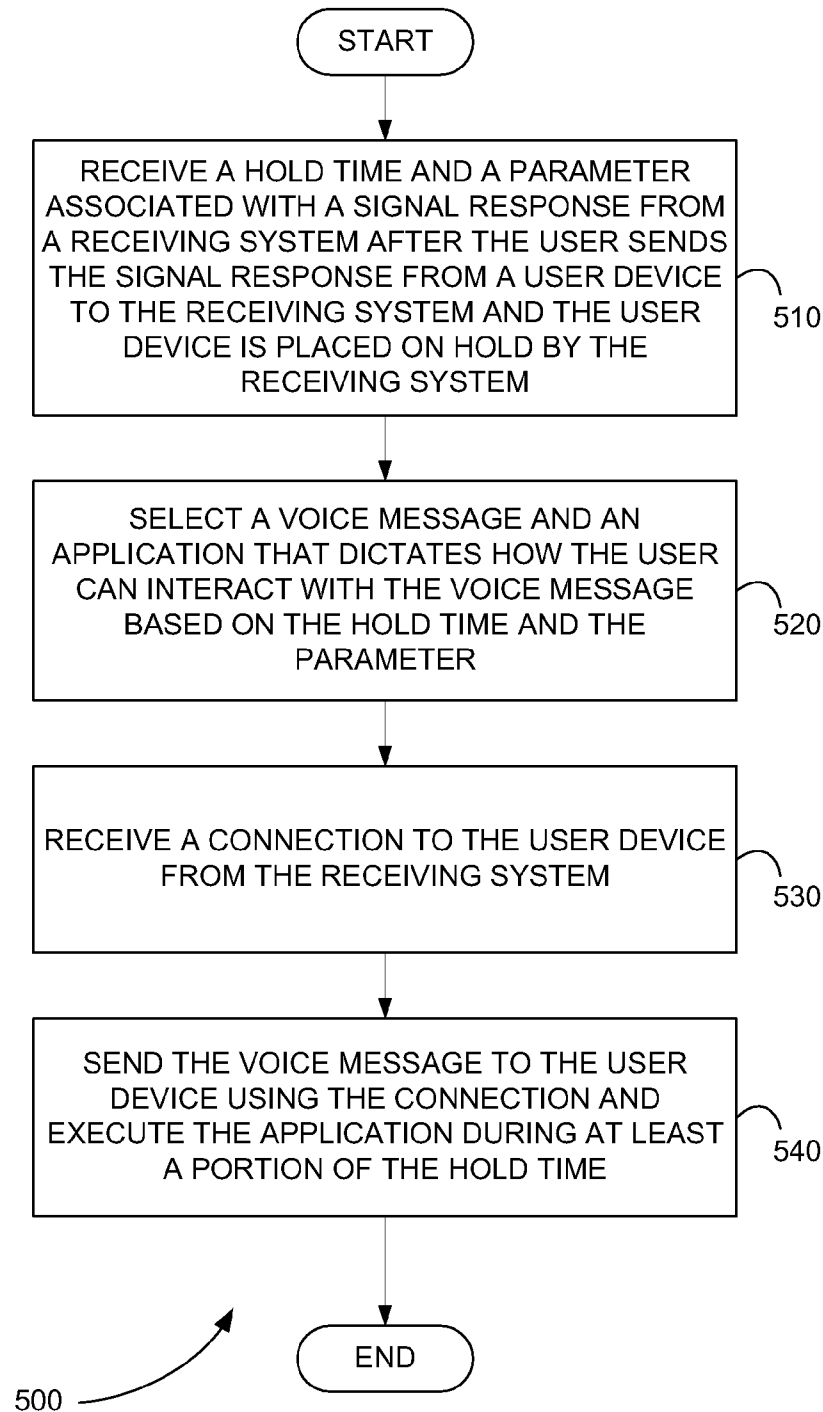 START
RECEIVE A HOLD TIME AND A PARAMETER
ASSOCIATED WITH A SIGNAL RESPONSE FROM
A RECEIVING SYSTEM AFTER THE USER SENDS
THE SIGNAL RESPONSE FROM A USER DEVICE
TO THE RECEIVING SYSTEM AND THE USER
DEVICE IS PLACED ON HOLD BY THE
RECEIVING SYSTEM
510
SELECT A VOICE MESSAGE AND AN
APPLICATION THAT DICTATES HOW THE USER
CAN INTERACT WITH THE VOICE MESSAGE
BASED ON THE HOLD TIME AND THE
PARAMETER
520
RECEIVE A CONNECTION TO THE USER DEVICE
FROM THE RECEIVING SYSTEM
530
SEND THE VOICE MESSAGE TO THE USER
DEVICE USING THE CONNECTION AND
EXECUTE THE APPLICATION DURING AT LEAST
A PORTION OF THE HOLD TIME
540
END
500